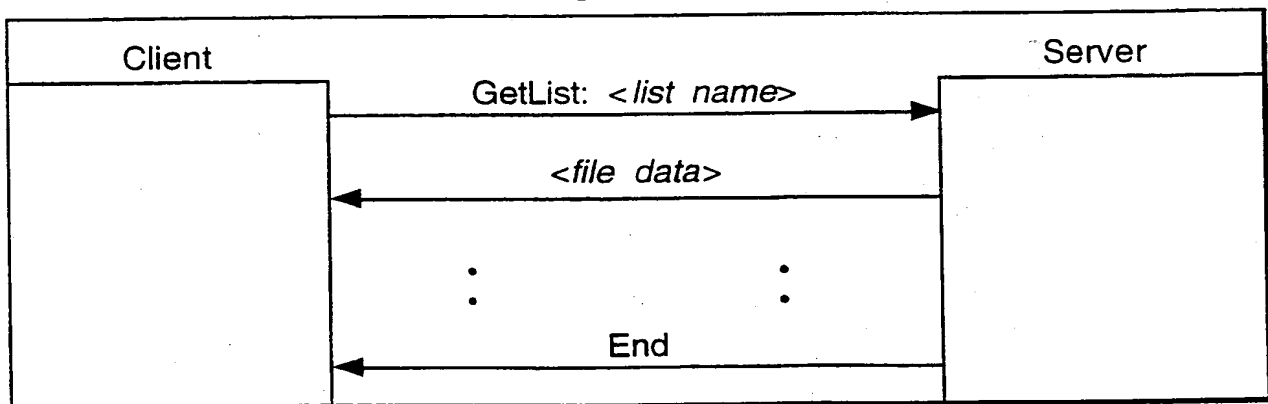 Client
Server
GetList: <list name>
<file data>
: :
End